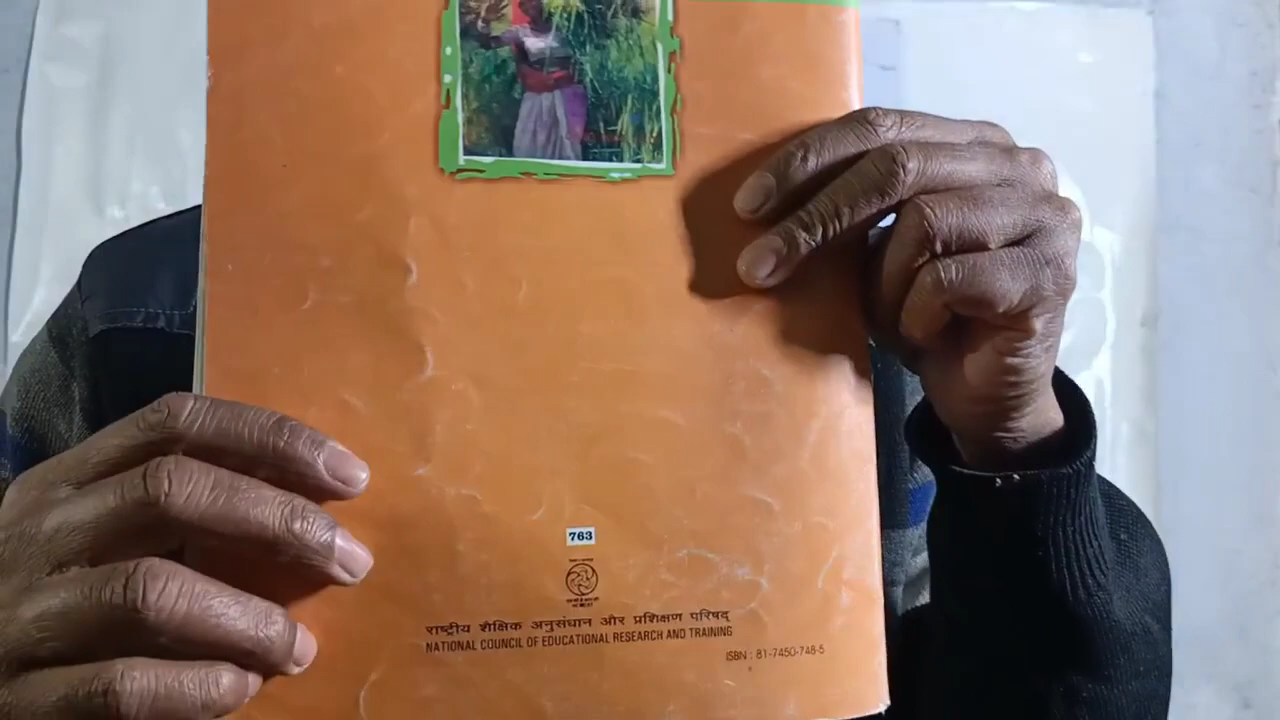 763
राष्ट्रीय शैक्षिक अनुसंधान और प्रशिक्षण परिषद्
NATIONAL COUNCIL OF EDUCATIONAL RESEARCH AND TRAINING
ISBN : 81-7450-748-5